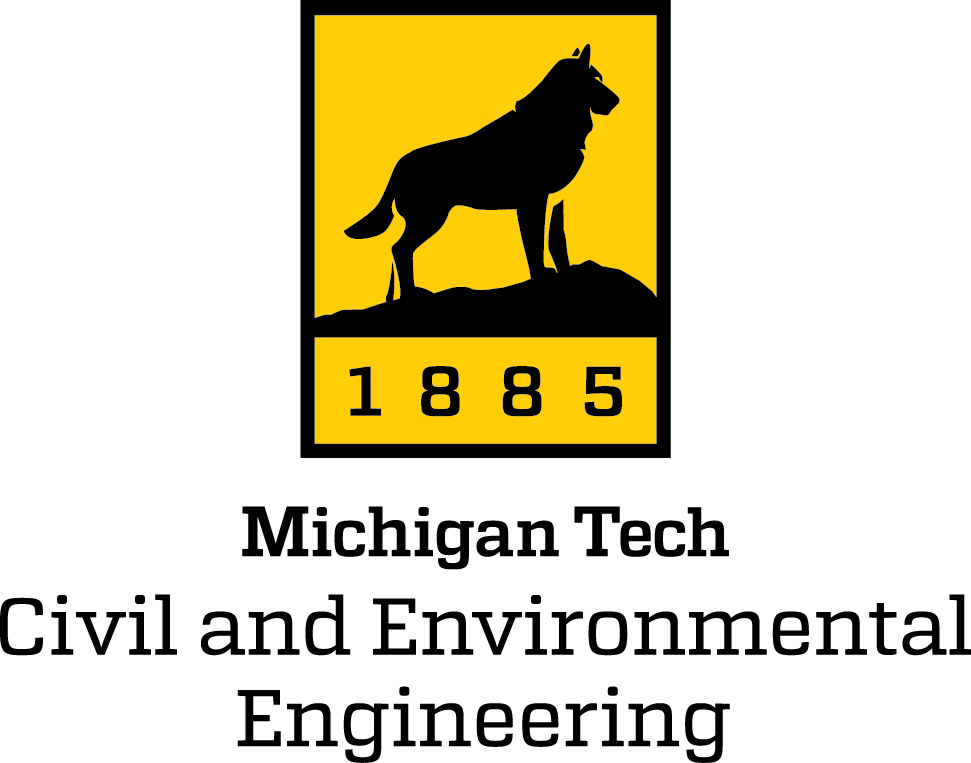 1885
Michigan Tech
Civil and Environmental
Engineering